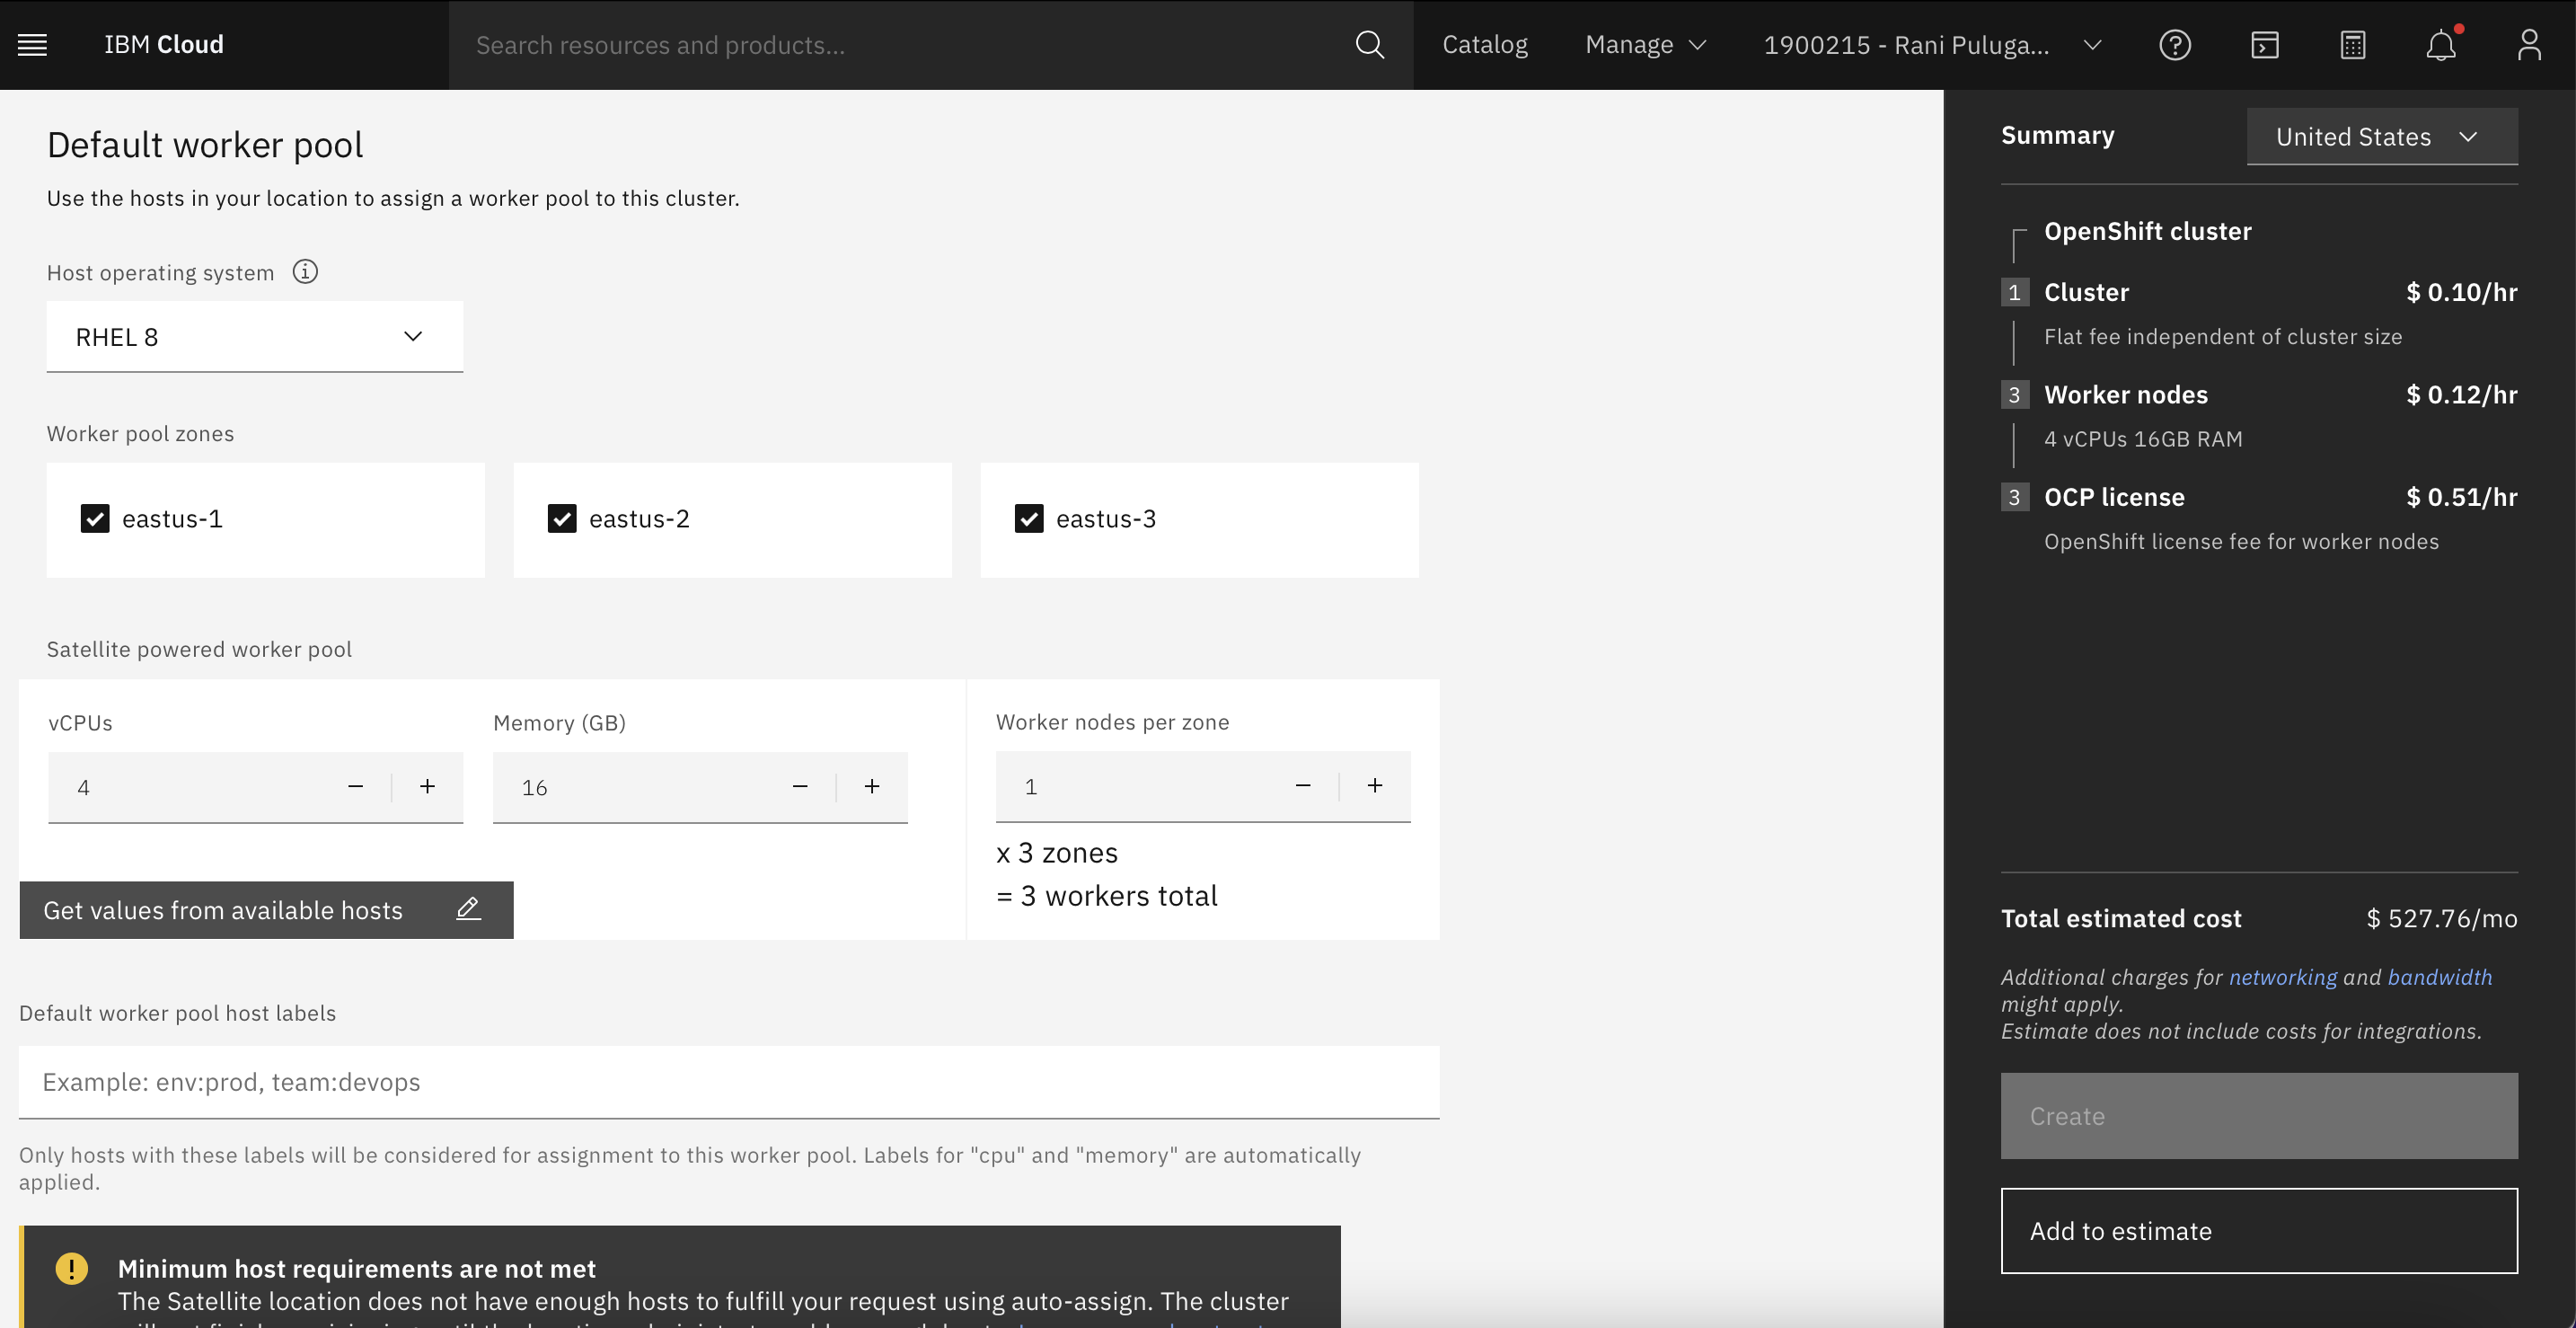 IBM Cloud
Search resources and products...
Catalog
Manage
1900215 - Rani Puluga...
Default worker pool
Use the hosts in your location to assign a worker pool to this cluster.
Host operating system
RHEL 8
Worker pool zones
eastus-1
eastus-2
eastus-3
Satellite powered worker pool
vCPUs
4
Memory (GB)
16
Worker nodes per zone
1
x 3 zones
= 3 workers total
Get values from available hosts
Default worker pool host labels
Example: env:prod, team:devops
Only hosts with these labels will be considered for assignment to this worker pool. Labels for "cpu" and "memory" are automatically
applied.
Minimum host requirements are not met
The Satellite location does not have enough hosts to fulfill your request using auto-assign. The cluster
Summary
United States
OpenShift cluster
1 Cluster $ 0.10/hr
Flat fee independent of cluster size
3 Worker nodes $ 0.12/hr
4 vCPUs 16GB RAM
3 OCP license $ 0.51/hr
OpenShift license fee for worker nodes
Total estimated cost $ 527.76/mo
Additional charges for networking and bandwidth
might apply.
Estimate does not include costs for integrations.
Create
Add to estimate